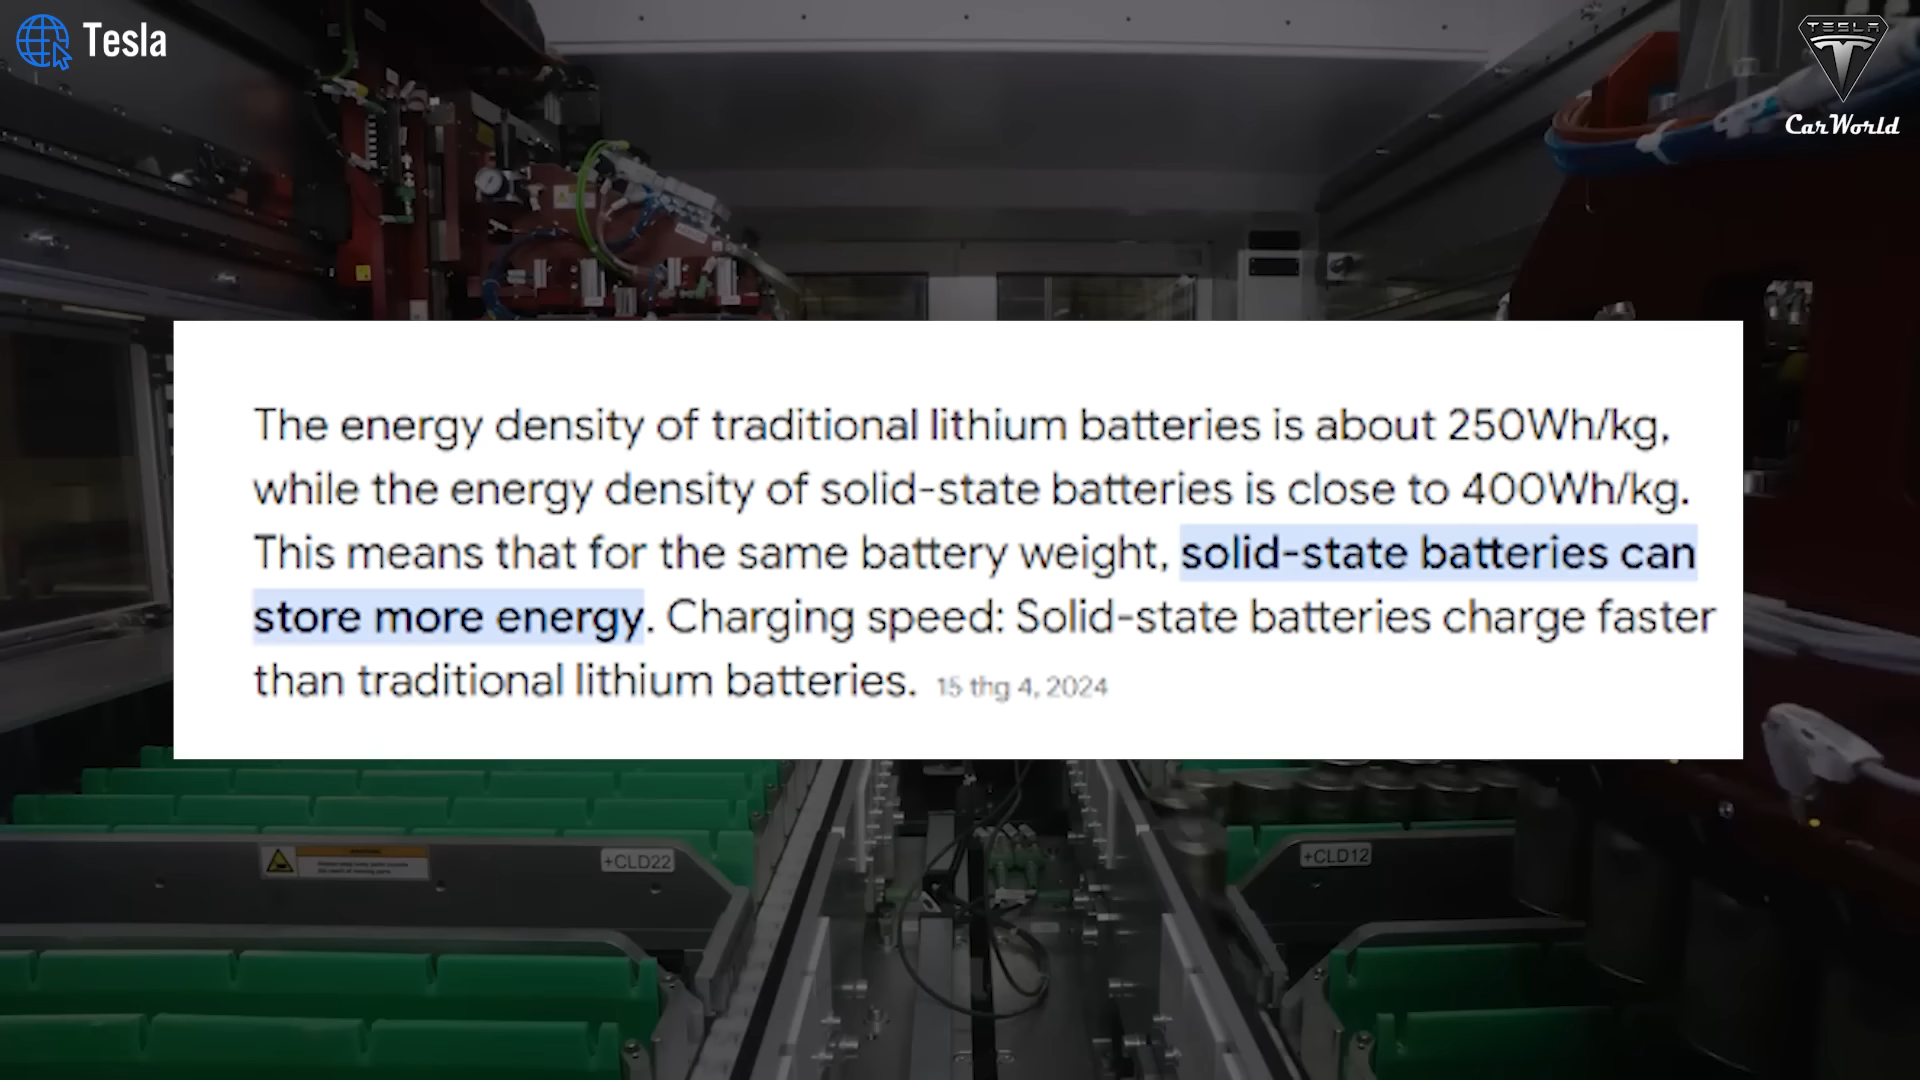 Tesla
TESLA
CarWorld
The energy density of traditional lithium batteries is about 250Wh/kg,
while the energy density of solid-state batteries is close to 400Wh/kg.
This means that for the same battery weight, solid-state batteries can
store more energy. Charging speed: Solid-state batteries charge faster
than traditional lithium batteries. 15 thg 4, 2024
+CLD22
+CLD12